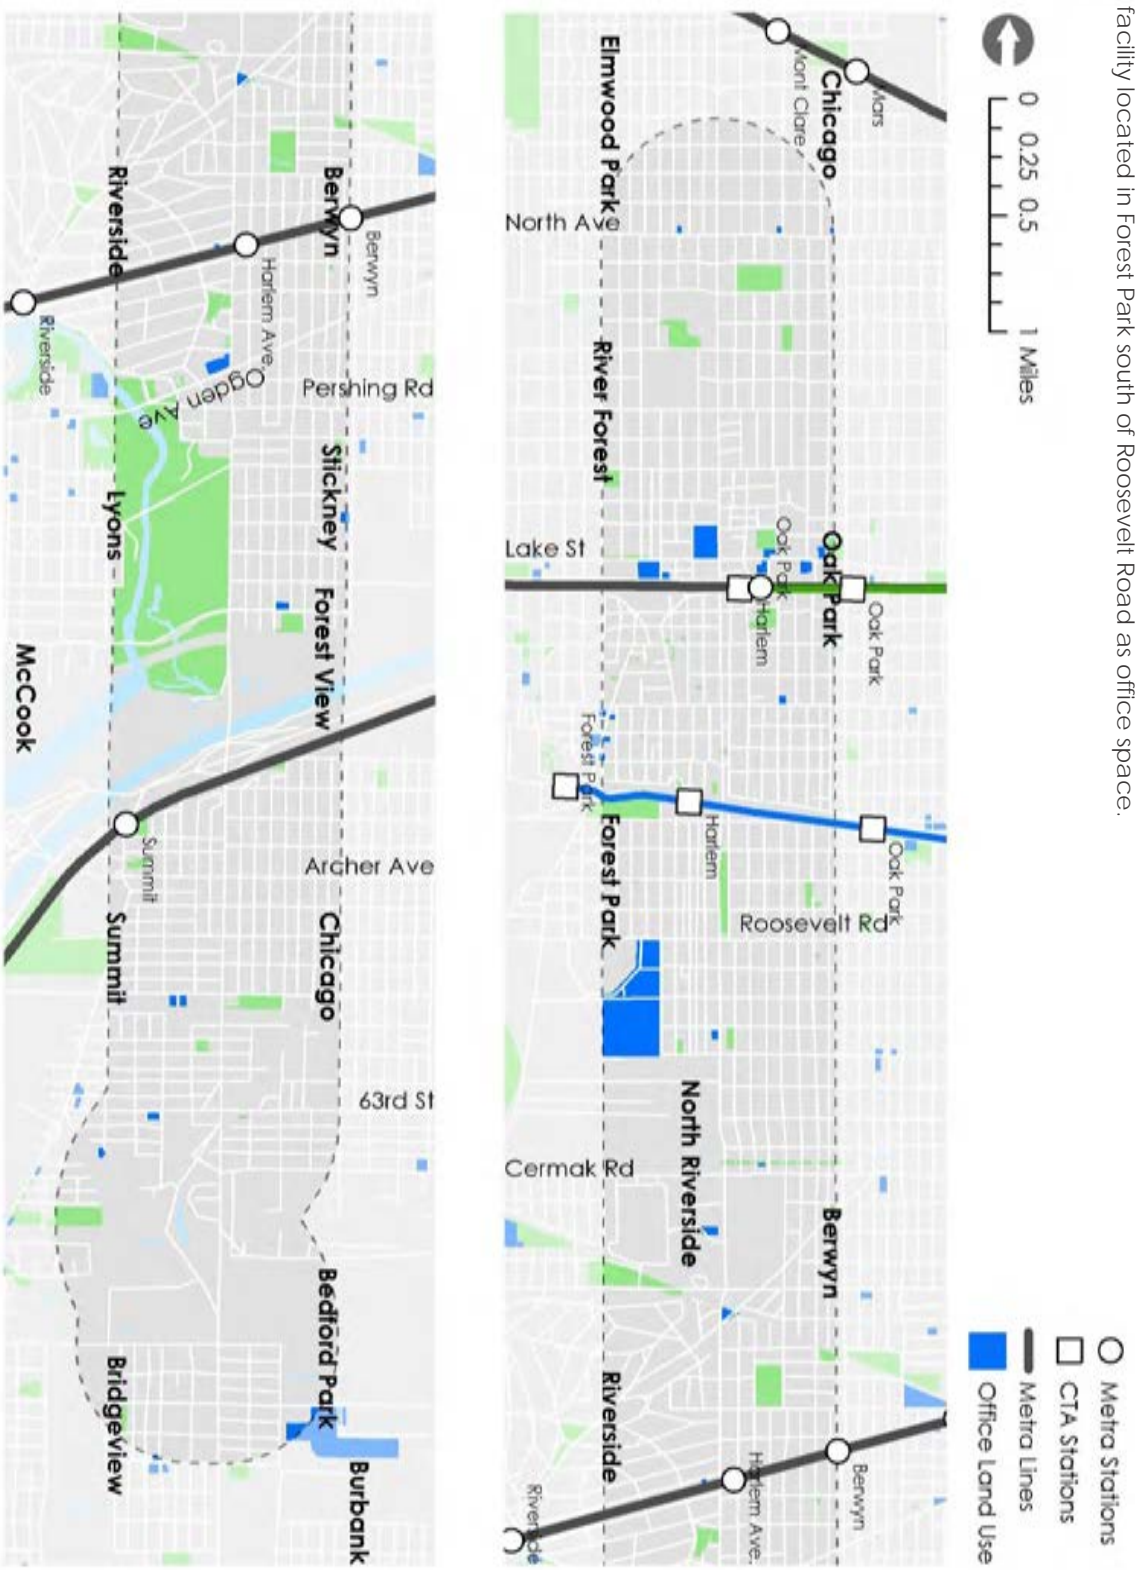 facility located in Forest Park south of Roosevelt Road as office space.
0 0.25 0.5 1 Miles
Metra Stations
CTA Stations
Metra Lines
Office Land Use
Mars
Mont Clare
Chicago
Elmwood Park
North Ave
River Forest
Lake St
Oak Park
Oak Park
Harlem
Oak Park
Forest Park
Harlem
Oak Park
Forest Park
Roosevelt Rd
North Riverside
Cermak Rd
Berwyn
Riverside
Berwyn
Harlem Ave.
Riverside
Berwyn
Riverside
Berwyn
Harlem Ave.
Riverside
Ogden Ave
Pershing Rd
Stickney
Lyons
Forest View
McCook
Summit
Archer Ave
Summit
Chicago
63rd St
Bedford Park
Bridgeview
Burbank